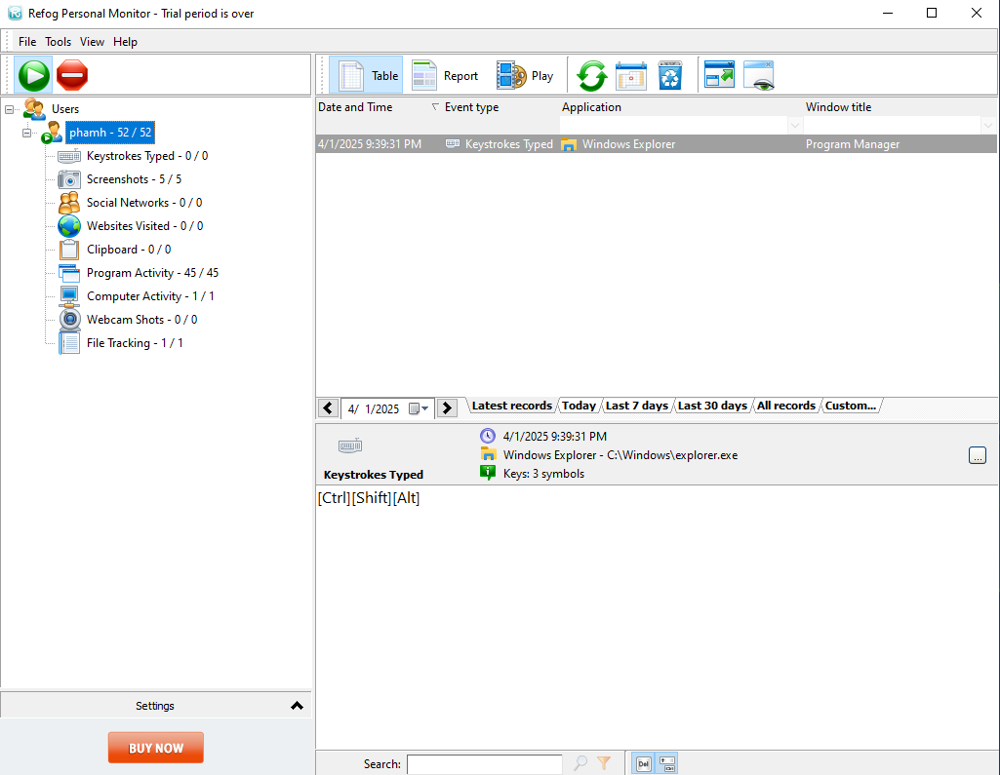 Refog Personal Monitor - Trial period is over
File Tools View Help
Table Report Play
Users
phamh - 52 / 52
Keystrokes Typed - 0 / 0
Screenshots - 5 / 5
Social Networks - 0 / 0
Websites Visited - 0 / 0
Clipboard - 0 / 0
Program Activity - 45 / 45
Computer Activity - 1 / 1
Webcam Shots - 0 / 0
File Tracking - 1 / 1
Settings
BUY NOW
Date and Time Event type Application Window title
4/1/2025 9:39:31 PM Keystrokes Typed Windows Explorer Program Manager
4/ 1/2025 Latest records Today Last 7 days Last 30 days All records Custom...
4/1/2025 9:39:31 PM
Windows Explorer - C:\Windows\explorer.exe
...
Keystrokes Typed
Keys: 3 symbols
[Ctrl][Shift][Alt]
Search: Del